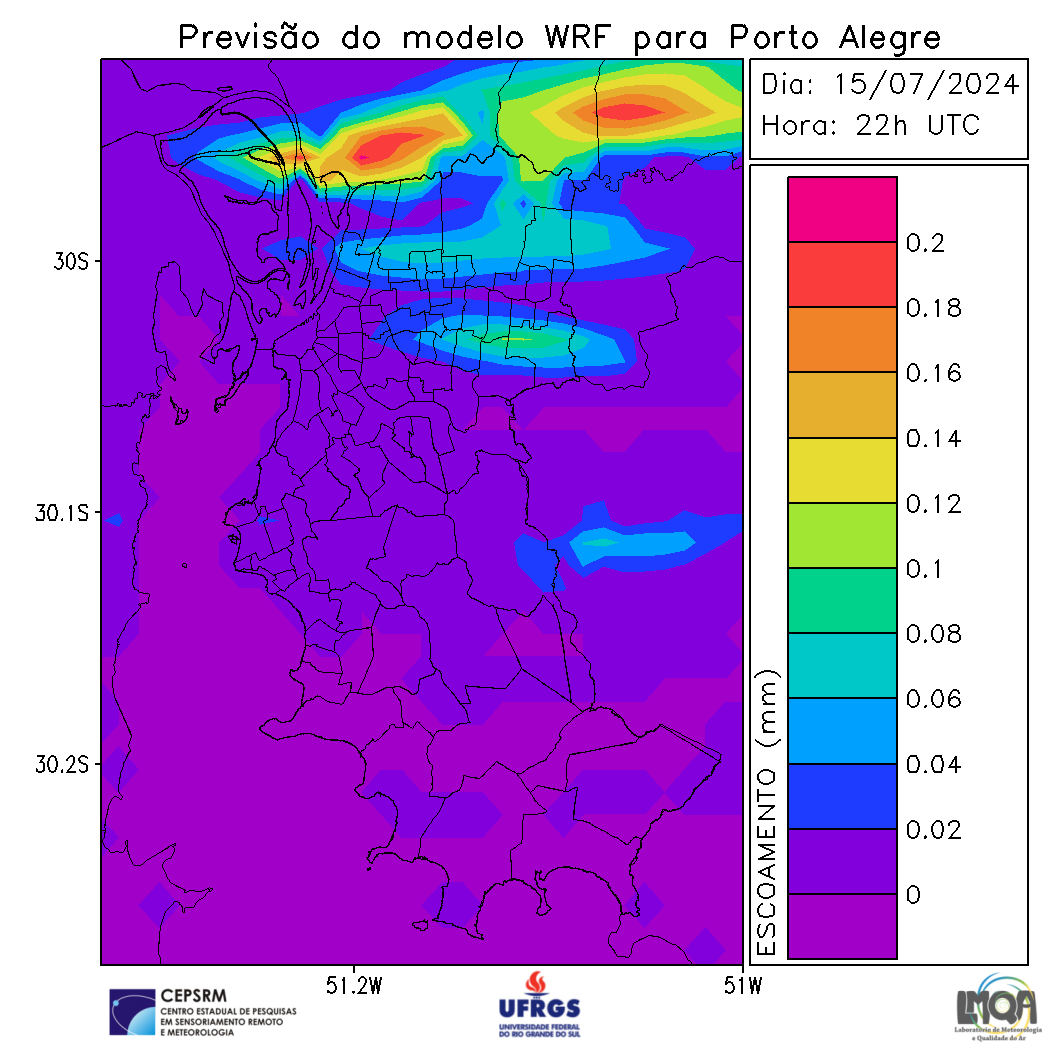 Previsão do modelo WRF para Porto Alegre
Dia: 15/07/2024
Hora: 22h UTC
30S
30.1S
30.2S
51.2W
51W
ESCOAMENTO (mm)
0.2
0.18
0.16
0.14
0.12
0.1
0.08
0.06
0.04
0.02
0
CEPSRM
CENTRO ESTADUAL DE PESQUISAS
EM SENSORIAMENTO REMOTO
E METEOROLOGIA
UFRGS
UNIVERSIDADE FEDERAL
DO RIO GRANDE DO SUL
LMQA
Laboratório de Meteorologia
e Qualidade do Ar